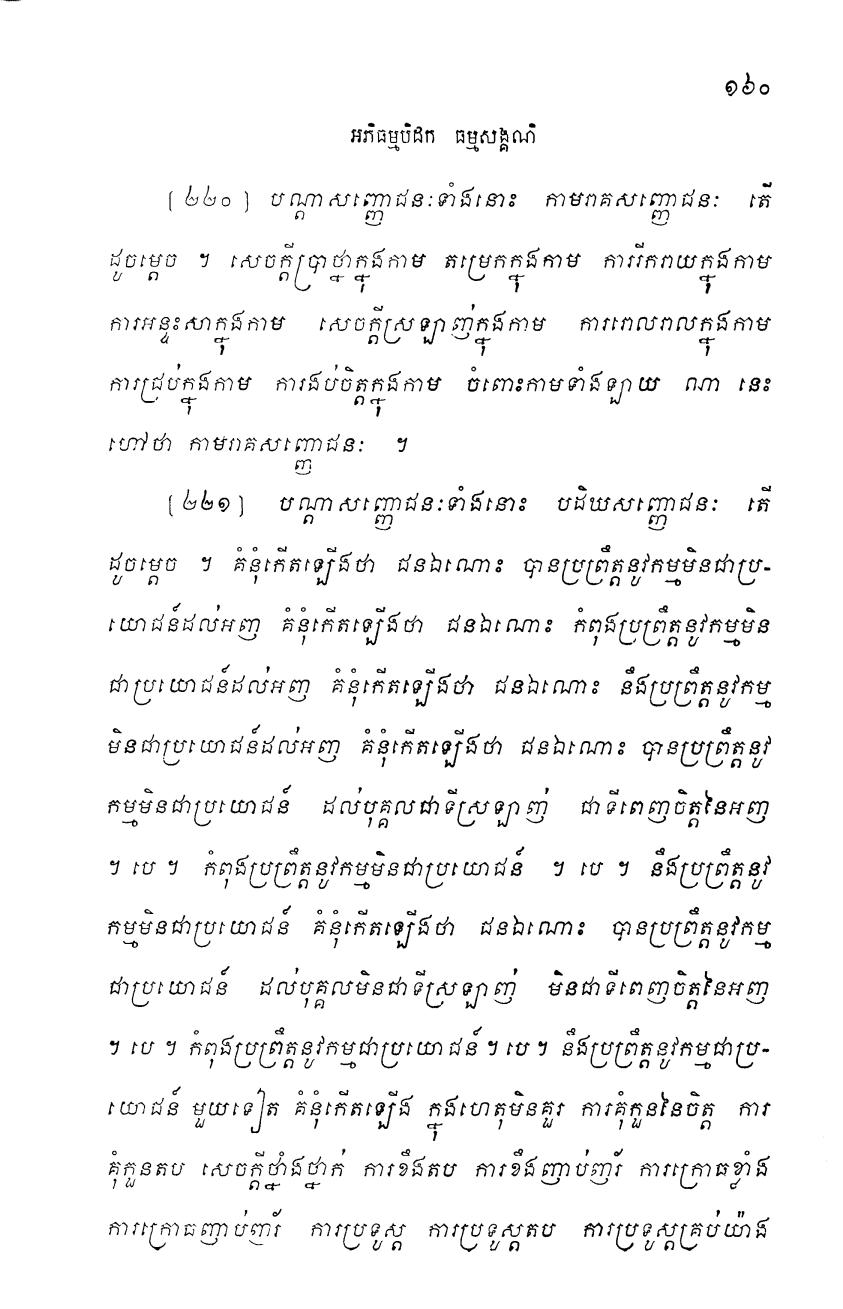 ១៦០
អភិធម្មបិដក ធម្មសង្គណិ
[៤៤០] បណ្តាសញ្ញោជនៈទាំងនោះ កាមរាគសញ្ញោជនៈ តើ
ដូចម្តេច ។ សេចក្តីប្រាថ្នាក្នុងកាម តម្រេកក្នុងកាម ការរីករាយក្នុងកាម
ការអន្ទះសាក្នុងកាម សេចក្តីស្រឡាញ់ក្នុងកាម ការរោលរាលក្នុងកាម
ការជ្រប់ក្នុងកាម ការងប់ចិត្តក្នុងកាម ចំពោះកាមទាំងឡាយ ណា នេះ
ហៅថា កាមរាគសញ្ញោជនៈ ។
[៤៤១] បណ្តាសញ្ញោជនៈទាំងនោះ បដិឃសញ្ញោជនៈ តើ
ដូចម្តេច ។ គំនុំកើតឡើងថា ជនឯណោះ បានប្រព្រឹត្តនូវកម្មមិនជាប្រ-
យោជន៍ដល់អញ គំនុំកើតឡើងថា ជនឯណោះ កំពុងប្រព្រឹត្តនូវកម្មមិន
ជាប្រយោជន៍ដល់អញ គំនុំកើតឡើងថា ជនឯណោះ នឹងប្រព្រឹត្តនូវកម្ម
មិនជាប្រយោជន៍ដល់អញ គំនុំកើតឡើងថា ជនឯណោះ បានប្រព្រឹត្តនូវ
កម្មមិនជាប្រយោជន៍ ដល់បុគ្គលជាទីស្រឡាញ់ ជាទីពេញចិត្តនៃអញ
។ បេ ។ កំពុងប្រព្រឹត្តនូវកម្មមិនជាប្រយោជន៍ ។ បេ ។ នឹងប្រព្រឹត្តនូវ
កម្មមិនជាប្រយោជន៍ គំនុំកើតឡើងថា ជនឯណោះ បានប្រព្រឹត្តនូវកម្ម
ជាប្រយោជន៍ ដល់បុគ្គលមិនជាទីស្រឡាញ់ មិនជាទីពេញចិត្តនៃអញ
។ បេ ។ កំពុងប្រព្រឹត្តនូវកម្មជាប្រយោជន៍ ។ បេ ។ នឹងប្រព្រឹត្តនូវកម្មជាប្រ-
យោជន៍ មួយទៀត គំនុំកើតឡើង ក្នុងហេតុមិនគួរ ការគុំកួននៃចិត្ត ការ
គុំកួនតប សេចក្តីថ្នាំងថ្នាក់ ការខឹងតប ការខឹងញាប់ញ័រ ការក្រោធខ្លាំង
ការក្រោធញាប់ញ័រ ការប្រទូស្ត ការប្រទូស្តតប ការប្រទូស្តគ្រប់យ៉ាង